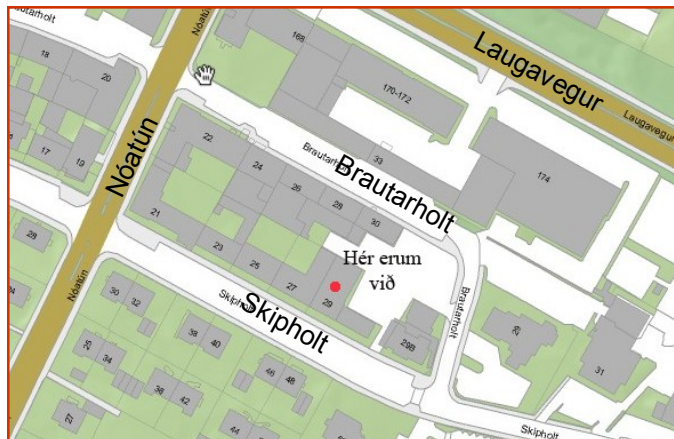 168
Nóatún
18
20
170-172
Laugavegur
Laugavegur
17
19
Nóatún
22
24
26
28
30
Brautarholt
33
Brautarholt
174
21
23
25
27
29
Hér erum
við
28
Nóatún
Skipholt
Skipholt
30
32
38
40
29B
Brautarholt
31
25
34
36
42
46
48
27
44
Skipholt